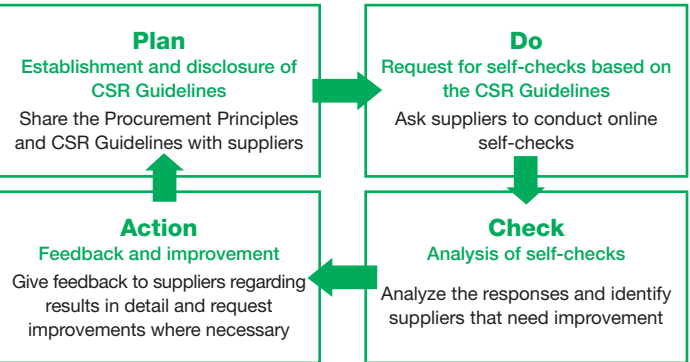 Plan
Establishment and disclosure of
CSR Guidelines
Share the Procurement Principles
and CSR Guidelines with suppliers
Do
Request for self-checks based on
the CSR Guidelines
Ask suppliers to conduct online
self-checks
Action
Feedback and improvement
Give feedback to suppliers regarding
results in detail and request
improvements where necessary
Check
Analysis of self-checks
Analyze the responses and identify
suppliers that need improvement